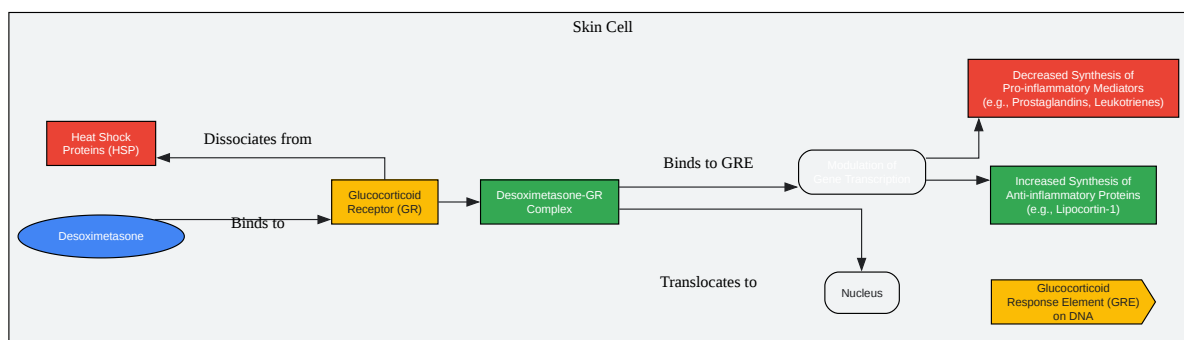 Skin Cell
Decreased Synthesis of
Pro-inflammatory Mediators
(e.g., Prostaglandins, Leukotrienes)
Heat Shock
Proteins (HSP)
Dissociates from
Binds to GRE
Modulation of
Gene Transcription
Increased Synthesis of
Anti-inflammatory Proteins
(e.g., Lipocortin-1)
Glucocorticoid
Receptor (GR)
Desoximetasone-GR
Complex
Desoximetasone
Binds to
Translocates to
Nucleus
Glucocorticoid
Response Element (GRE)
on DNA